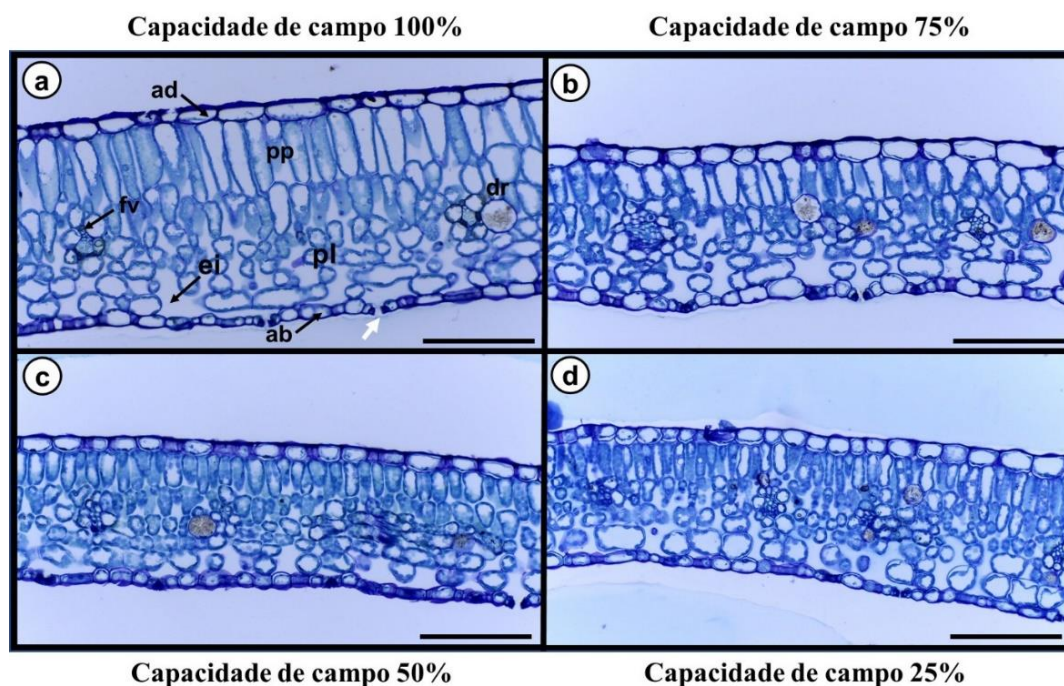 Capacidade de campo 100%
Capacidade de campo 75%
a
ad
pp
fv
dr
ei
pl
ab
b
c
d
Capacidade de campo 50%
Capacidade de campo 25%